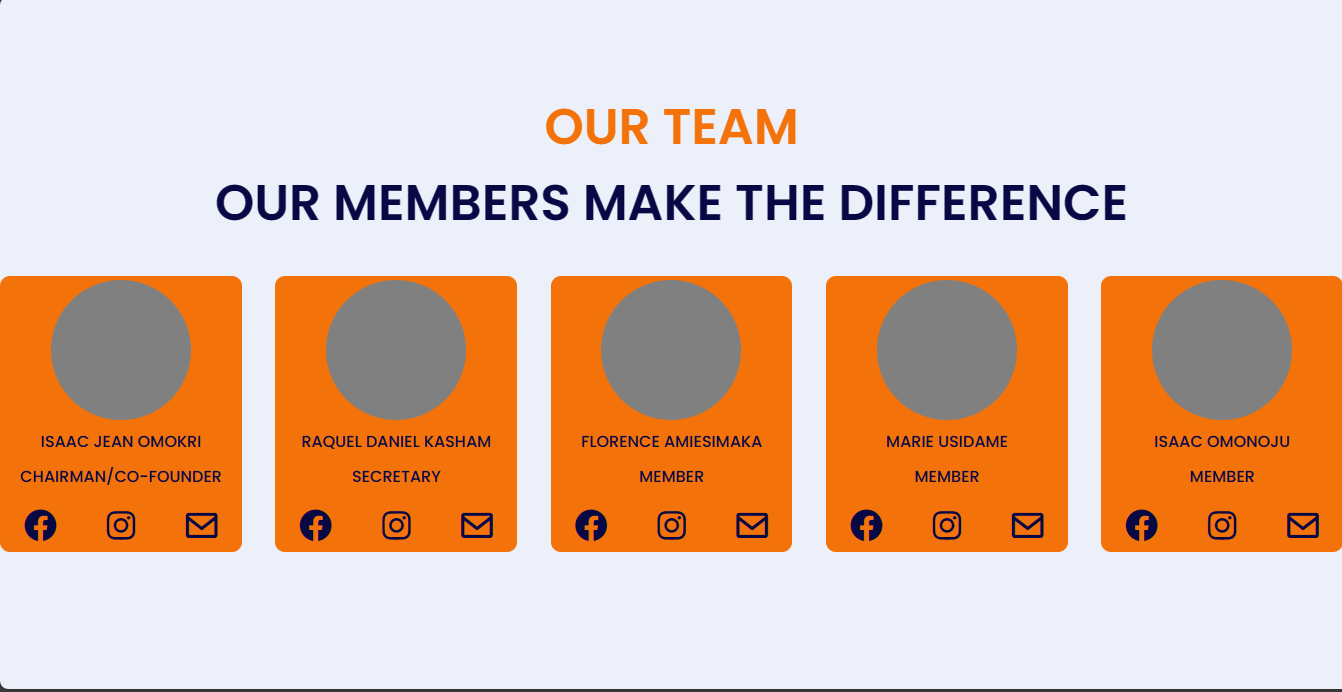 OUR TEAM
OUR MEMBERS MAKE THE DIFFERENCE
ISAAC JEAN OMOKRI
CHAIRMAN/CO-FOUNDER
RAQUEL DANIEL KASHAM
SECRETARY
FLORENCE AMIESIMAKA
MEMBER
MARIE USIDAME
MEMBER
ISAAC OMONOJU
MEMBER